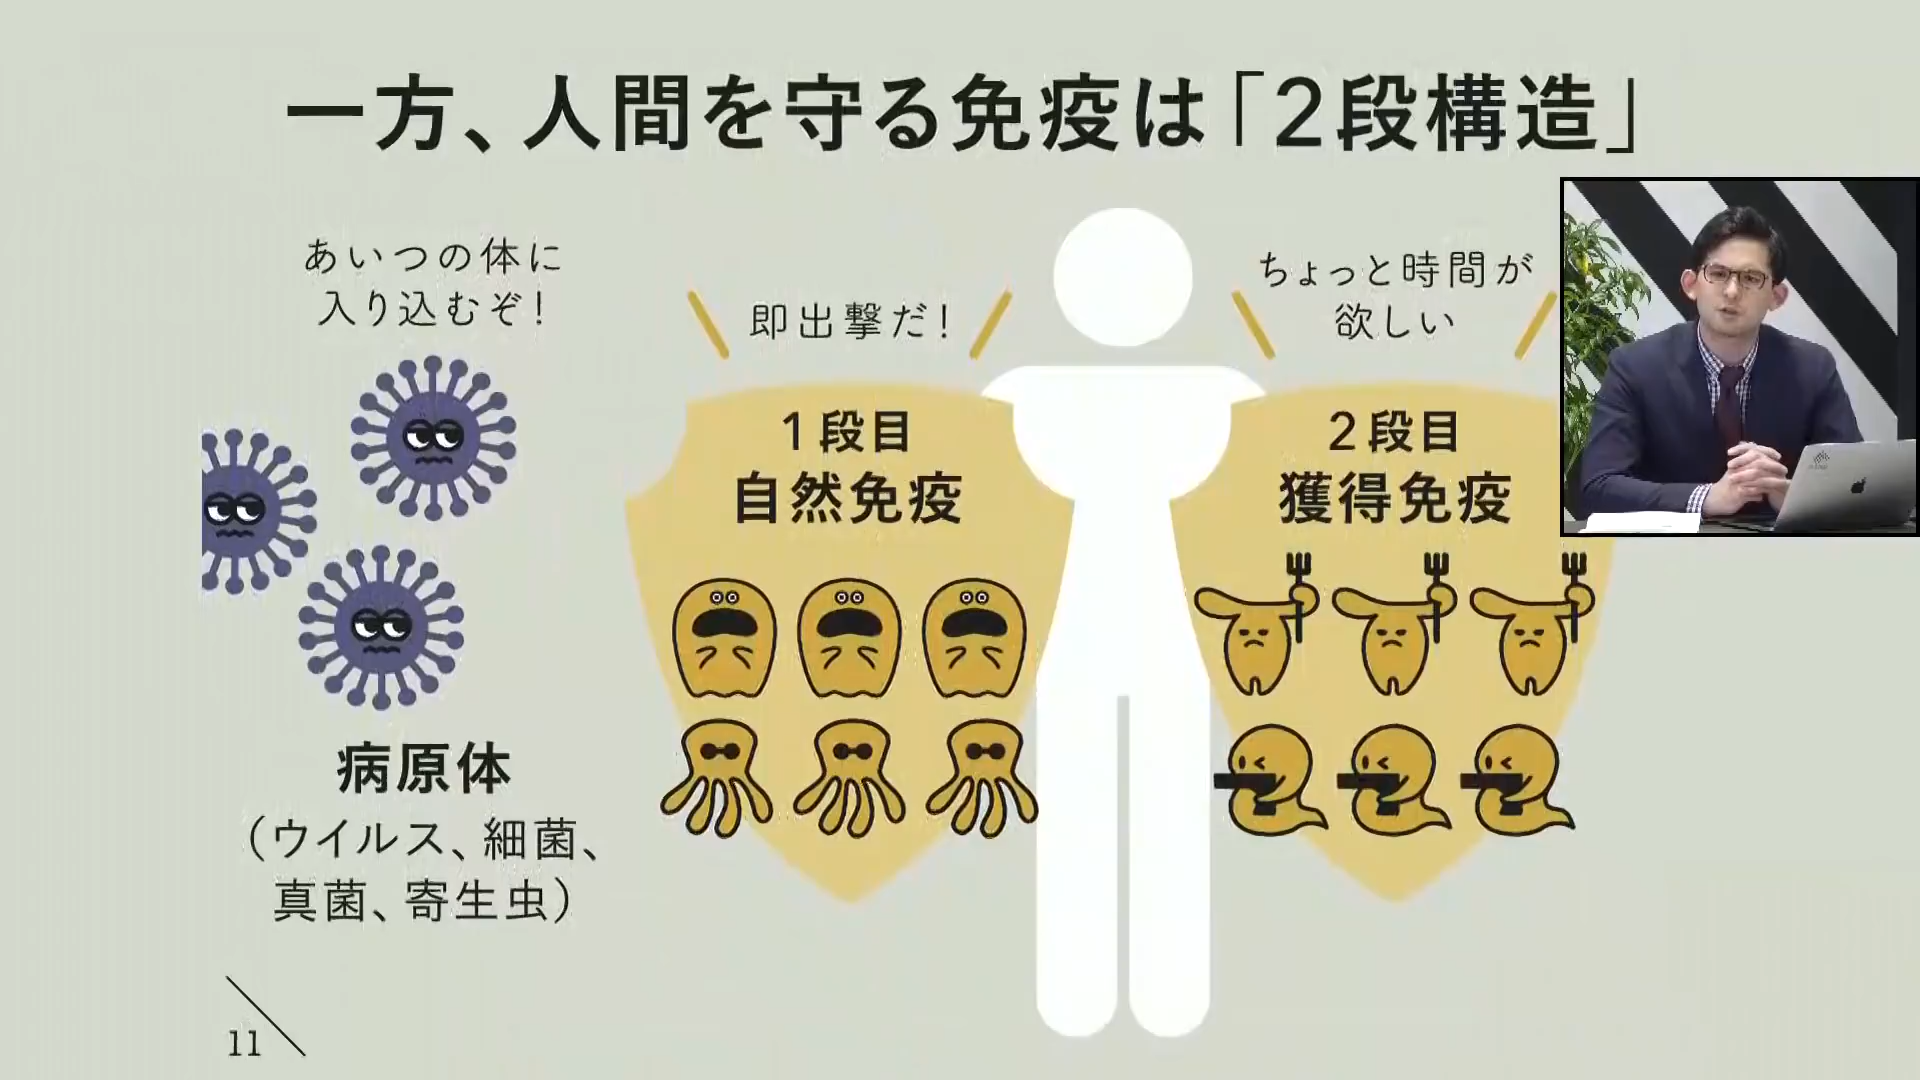 一方、人間を守る免疫は「2段構造」
あいつの体に
入り込むぞ！
病原体
（ウイルス、細菌、
真菌、寄生虫）
即出撃だ！
1段目
自然免疫
ちょっと時間が
欲しい
2段目
獲得免疫
11